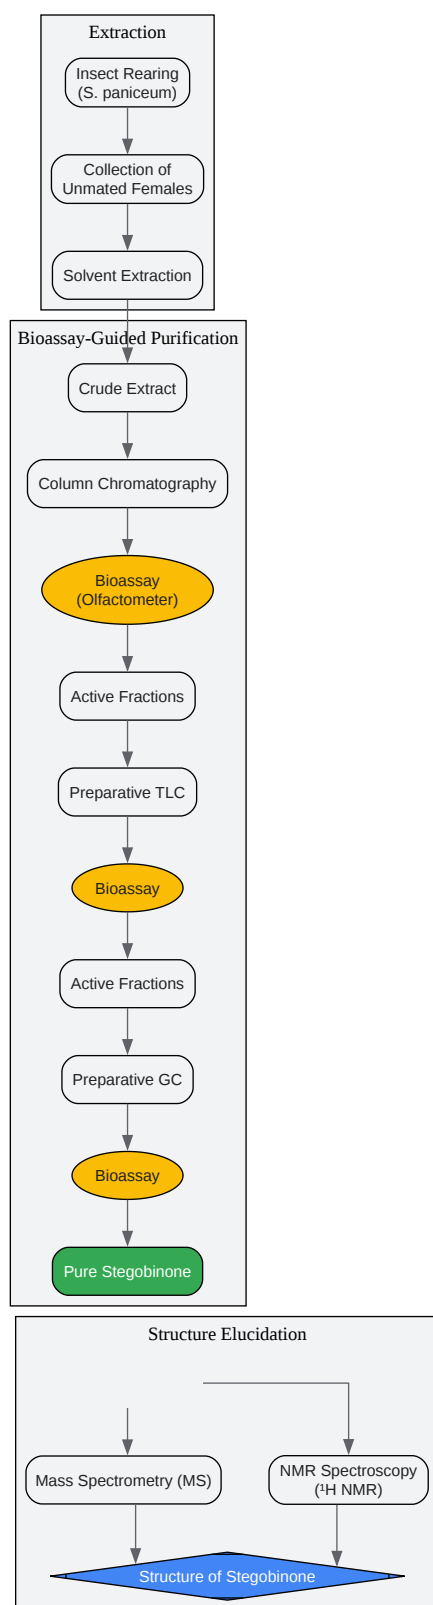 Extraction
Insect Rearing
(S. paniceum)
Collection of
Unmated Females
Solvent Extraction
Bioassay-Guided Purification
Crude Extract
Column Chromatography
Bioassay
(Olfactometer)
Active Fractions
Preparative TLC
Bioassay
Active Fractions
Preparative GC
Bioassay
Pure Stegobinone
Structure Elucidation
Mass Spectrometry (MS)
NMR Spectroscopy
(¹H NMR)
Structure of Stegobinone